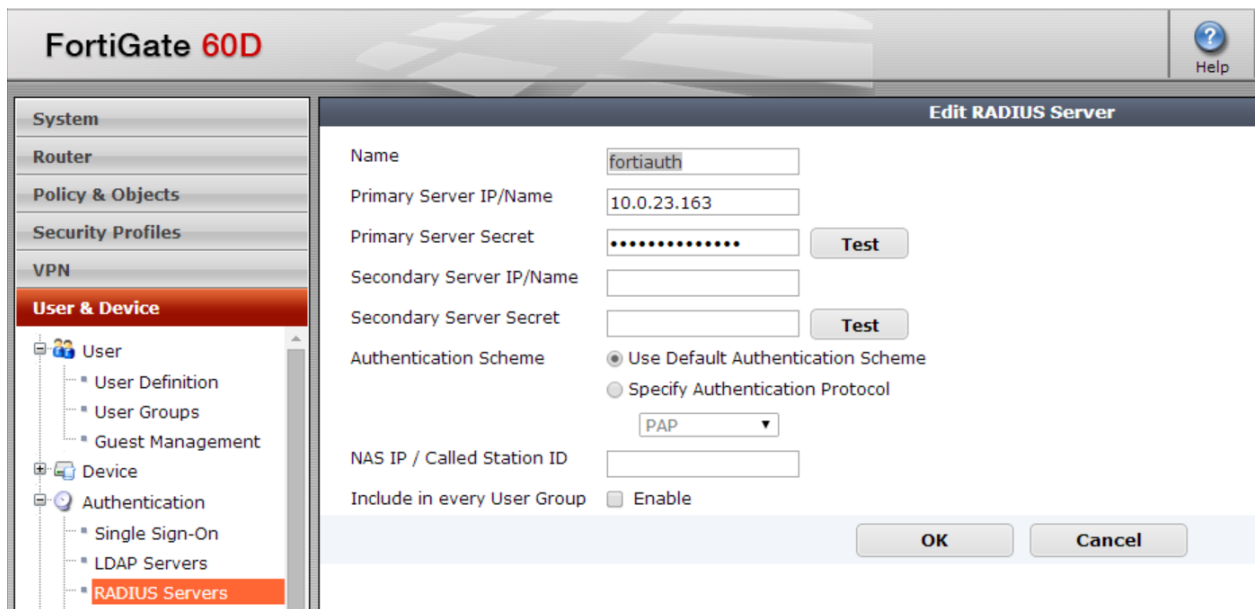 FortiGate 60D
Help
System
Router
Policy & Objects
Security Profiles
VPN
User & Device
User
User Definition
User Groups
Guest Management
Device
Authentication
Single Sign-On
LDAP Servers
RADIUS Servers
Edit RADIUS Server
Name fortiauth
Primary Server IP/Name 10.0.23.163
Primary Server Secret •••••••••••••• Test
Secondary Server IP/Name
Secondary Server Secret Test
Authentication Scheme Use Default Authentication Scheme
Specify Authentication Protocol
PAP
NAS IP / Called Station ID
Include in every User Group Enable
OK Cancel